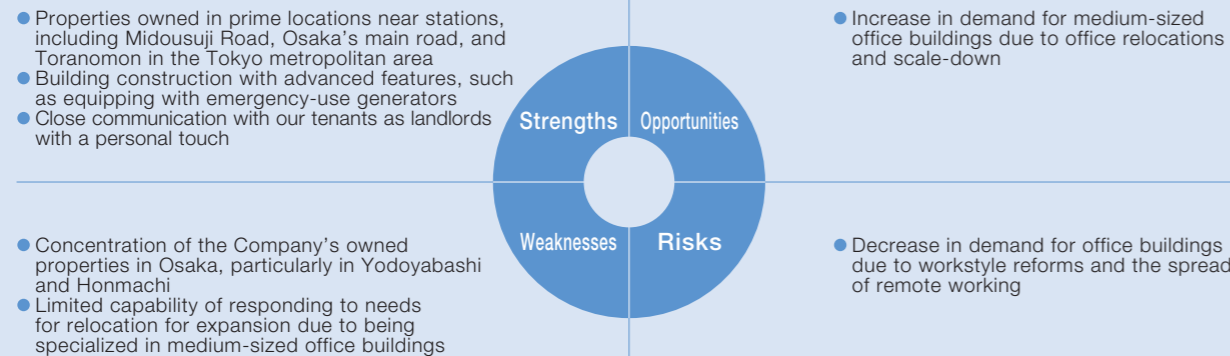 ● Properties owned in prime locations near stations,
including Midousuji Road, Osaka’s main road, and
Toranomon in the Tokyo metropolitan area
● Building construction with advanced features, such
as equipping with emergency-use generators
● Close communication with our tenants as landlords
with a personal touch
Strengths
Opportunities
● Increase in demand for medium-sized
office buildings due to office relocations
and scale-down
Weaknesses
Risks
● Concentration of the Company’s owned
properties in Osaka, particularly in Yodoyabashi
and Honmachi
● Limited capability of responding to needs
for relocation for expansion due to being
specialized in medium-sized office buildings
● Decrease in demand for office buildings
due to workstyle reforms and the spread
of remote working